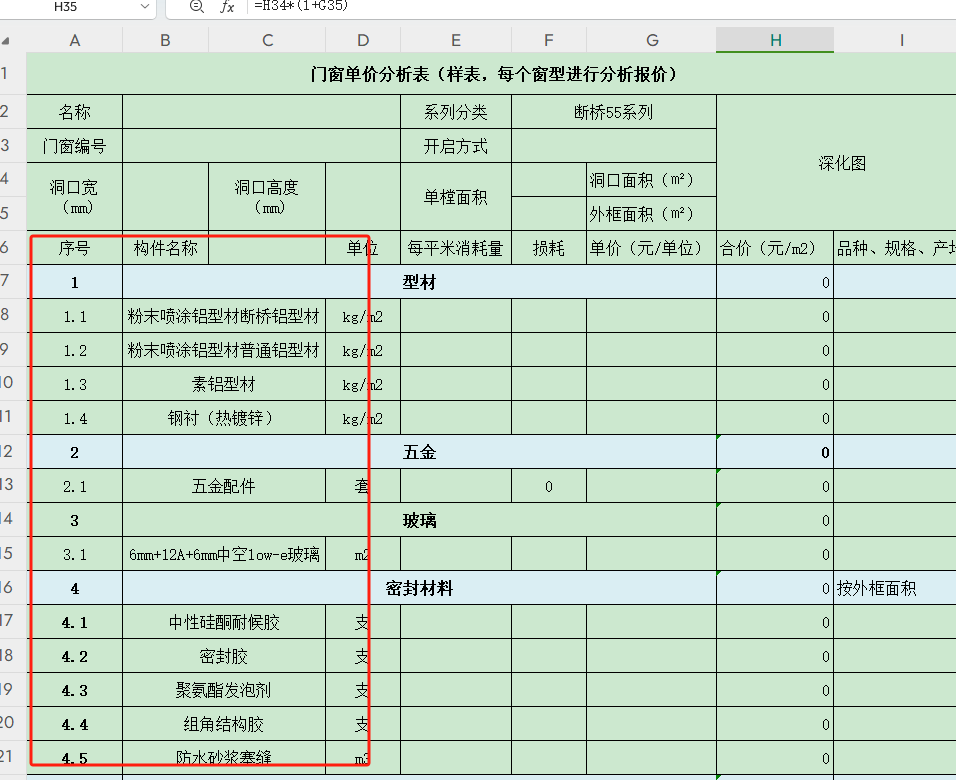 H35 fx =H34*(1+G35)
A B C D E F G H I
1 门窗单价分析表（样表，每个窗型进行分析报价）
2 名称 系列分类 断桥55系列
3 门窗编号 开启方式
深化图
4 洞口宽（mm） 洞口高度（mm） 单樘面积 洞口面积（m²）
5 外框面积（m²）
6 序号 构件名称 单位 每平米消耗量 损耗 单价（元/单位） 合价（元/m2） 品种、规格、产
7 1 型材 0
8 1.1 粉末喷涂铝型材断桥铝型材 kg/m2 0
9 1.2 粉末喷涂铝型材普通铝型材 kg/m2 0
10 1.3 素铝型材 kg/m2 0
11 1.4 钢衬（热镀锌） kg/m2 0
12 2 五金 0
13 2.1 五金配件 套 0 0
14 3 玻璃 0
15 3.1 6mm+12A+6mm中空low-e玻璃 m2 0
16 4 密封材料 0 按外框面积
17 4.1 中性硅酮耐候胶 支 0
18 4.2 密封胶 支 0
19 4.3 聚氨酯发泡剂 支 0
20 4.4 组角结构胶 支 0
21 4.5 防水砂浆塞缝 m3 0